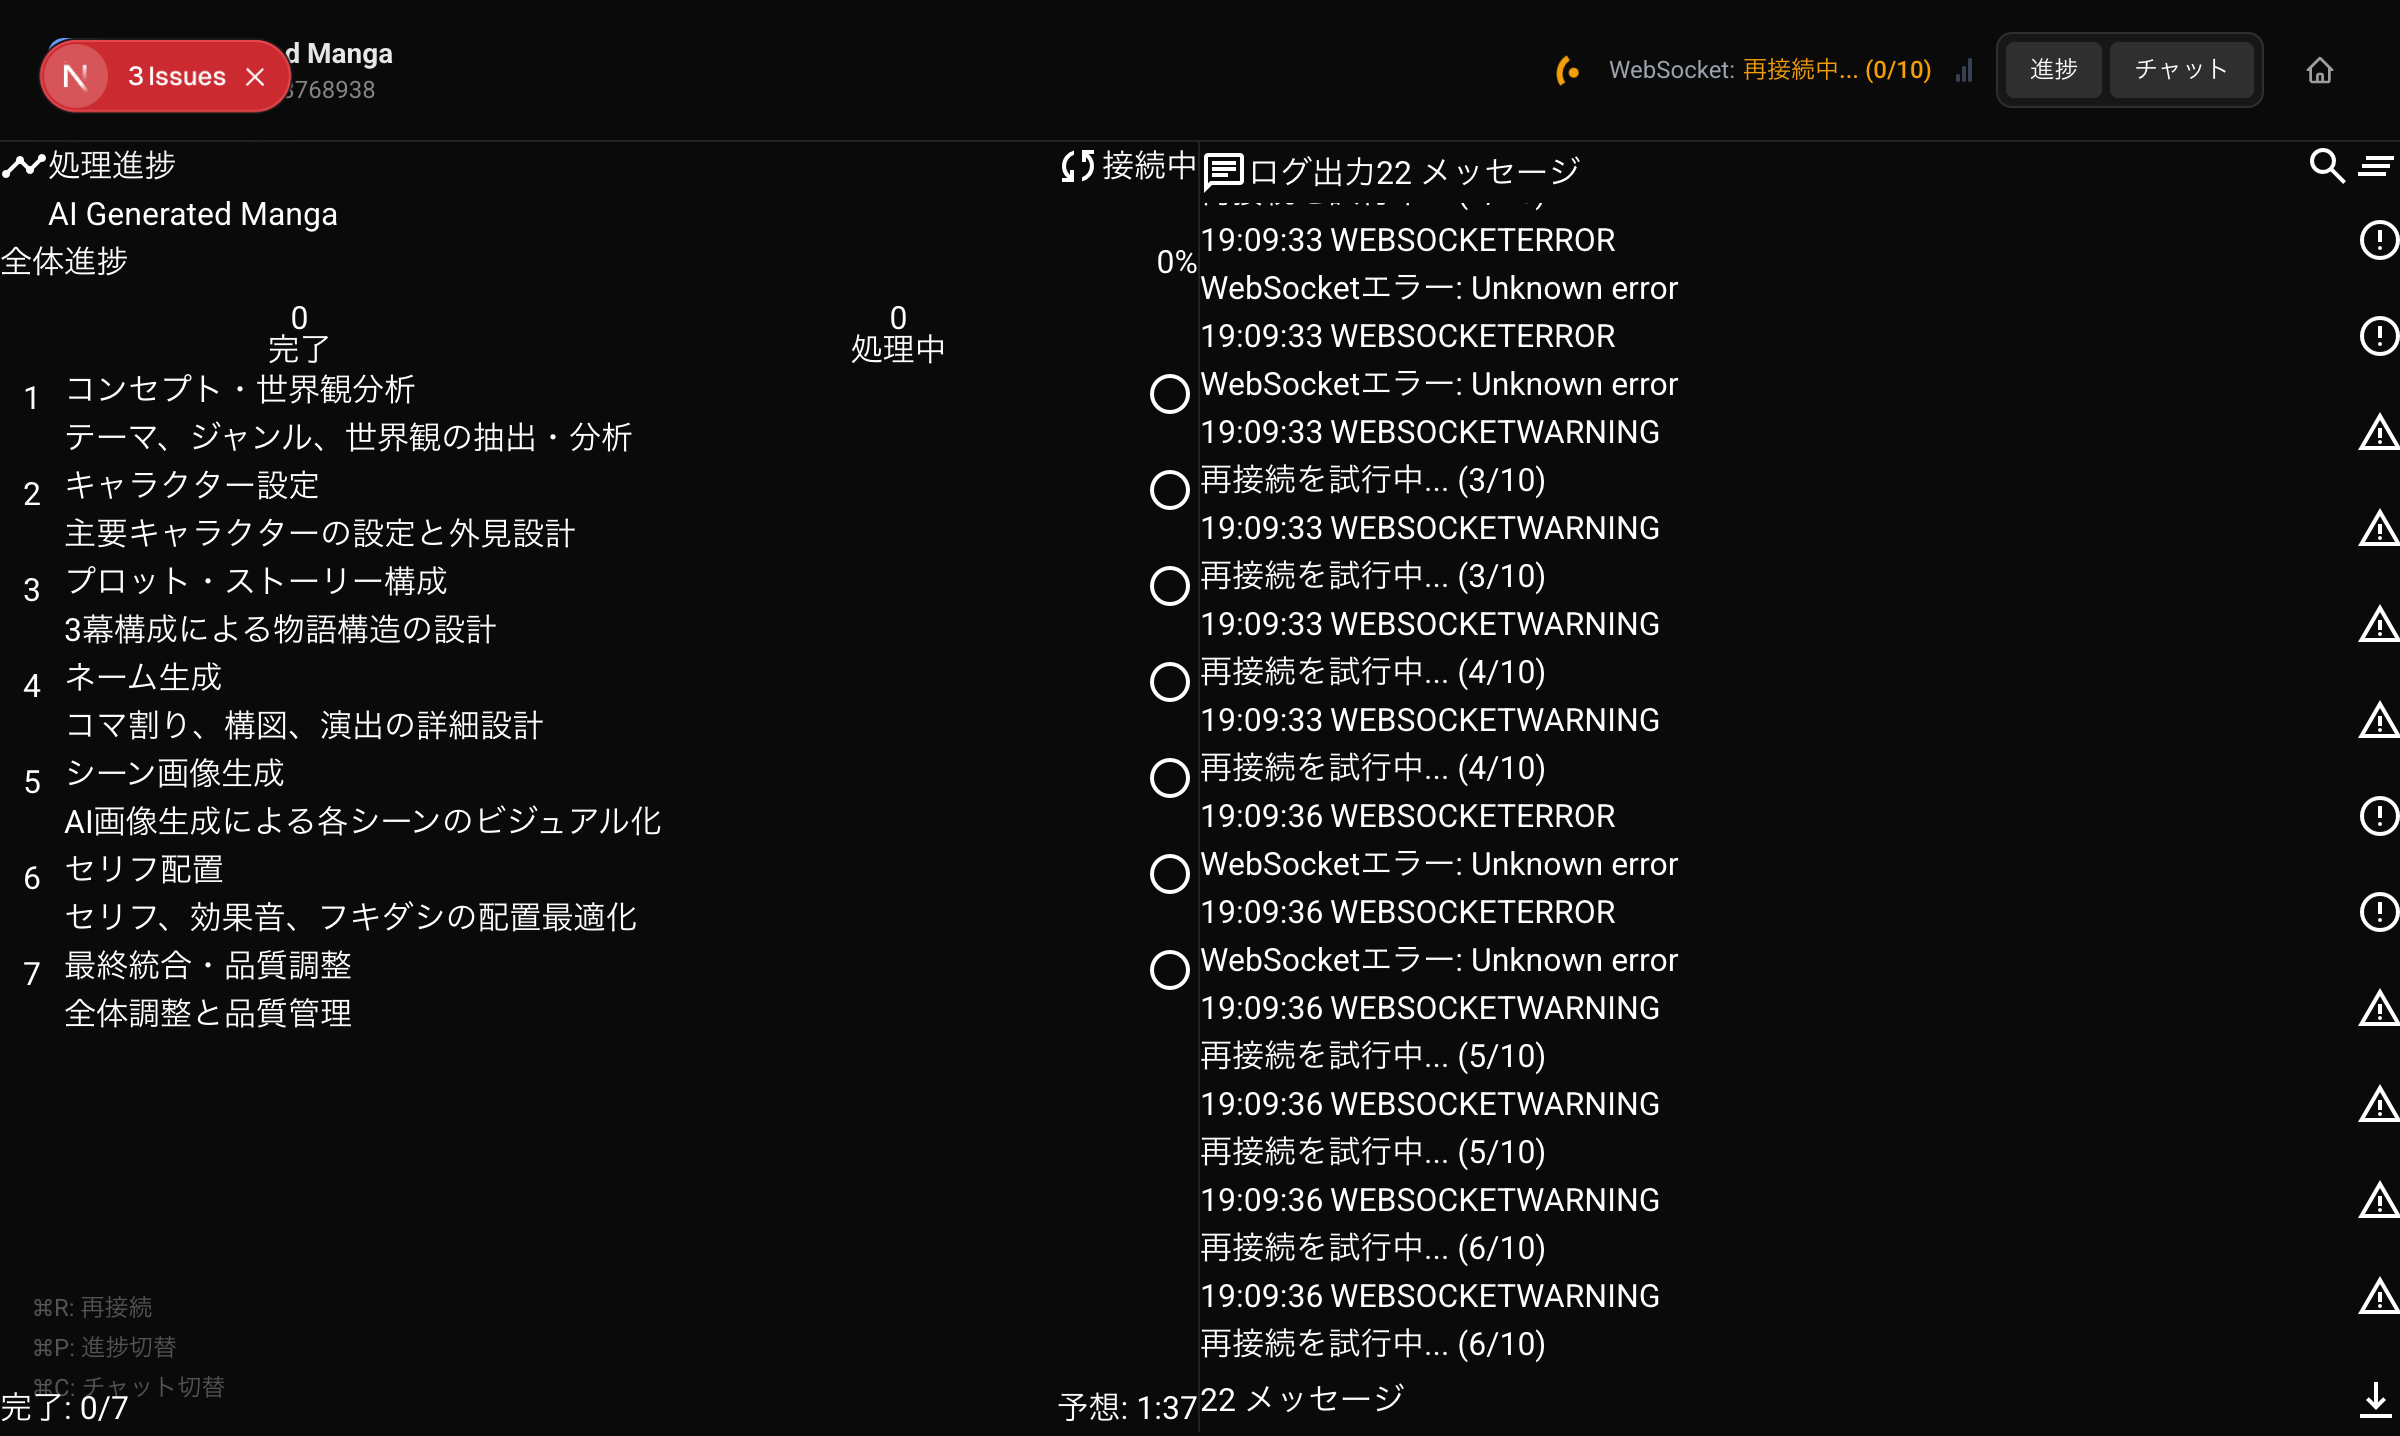 N 3 Issues
d Manga
3768938
WebSocket: 再接続中... (0/10)
進捗
チャット
処理進捗
接続中
AI Generated Manga
全体進捗
0%
0
完了
0
処理中
1 コンセプト・世界観分析
テーマ、ジャンル、世界観の抽出・分析
2 キャラクター設定
主要キャラクターの設定と外見設計
3 プロット・ストーリー構成
3幕構成による物語構造の設計
4 ネーム生成
コマ割り、構図、演出の詳細設計
5 シーン画像生成
AI画像生成による各シーンのビジュアル化
6 セリフ配置
セリフ、効果音、フキダシの配置最適化
7 最終統合・品質調整
全体調整と品質管理
⌘R: 再接続
⌘P: 進捗切替
⌘C: チャット切替
完了: 0/7
予想: 1:37
ログ出力22 メッセージ
19:09:33 WEBSOCKETERROR
WebSocketエラー: Unknown error
19:09:33 WEBSOCKETERROR
WebSocketエラー: Unknown error
19:09:33 WEBSOCKETWARNING
再接続を試行中... (3/10)
19:09:33 WEBSOCKETWARNING
再接続を試行中... (3/10)
19:09:33 WEBSOCKETWARNING
再接続を試行中... (4/10)
19:09:33 WEBSOCKETWARNING
再接続を試行中... (4/10)
19:09:36 WEBSOCKETERROR
WebSocketエラー: Unknown error
19:09:36 WEBSOCKETERROR
WebSocketエラー: Unknown error
19:09:36 WEBSOCKETWARNING
再接続を試行中... (5/10)
19:09:36 WEBSOCKETWARNING
再接続を試行中... (5/10)
19:09:36 WEBSOCKETWARNING
再接続を試行中... (6/10)
19:09:36 WEBSOCKETWARNING
再接続を試行中... (6/10)
22 メッセージ